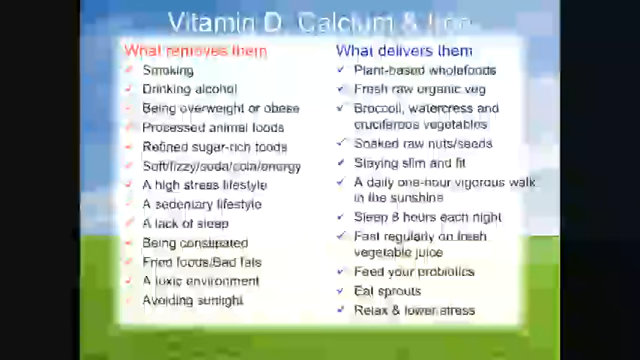 Vitamin D, Calcium & Iron
What removes them
Smoking
Drinking alcohol
Being overweight or obese
Processed animal foods
Refined sugar-rich foods
Soft/fizzy/soda/cola/energy
A high stress lifestyle
A sedentary lifestyle
A lack of sleep
Being constipated
Fried foods/Bad fats
A toxic environment
Avoiding sunlight
What delivers them
Plant-based wholefoods
Fresh raw organic veg
Broccoli, watercress and
cruciferous vegetables
Soaked raw nuts/seeds
Staying slim and fit
A daily one-hour vigorous walk
in the sunshine
Sleep 8 hours each night
Fast regularly on fresh
vegetable juice
Feed your probiotics
Eat sprouts
Relax & lower stress